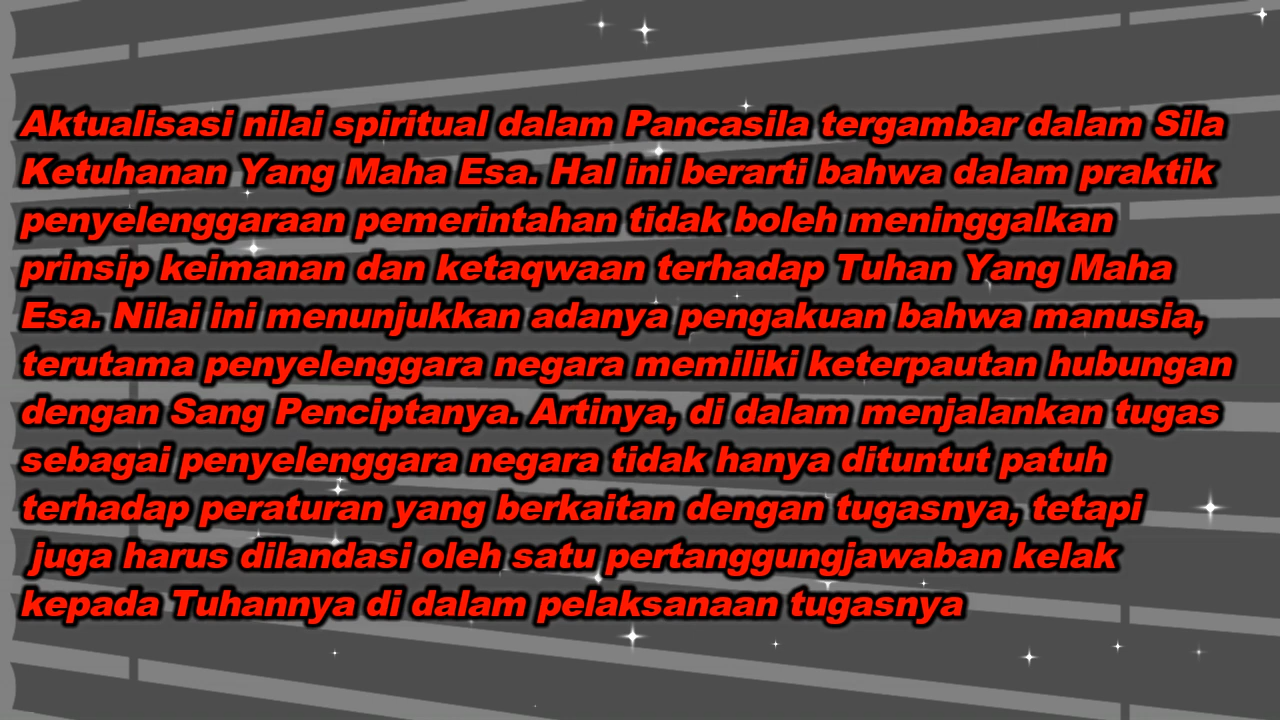 Aktualisasi nilai spiritual dalam Pancasila tergambar dalam Sila
Ketuhanan Yang Maha Esa. Hal ini berarti bahwa dalam praktik
penyelenggaraan pemerintahan tidak boleh meninggalkan
prinsip keimanan dan ketaqwaan terhadap Tuhan Yang Maha
Esa. Nilai ini menunjukkan adanya pengakuan bahwa manusia,
terutama penyelenggara negara memiliki keterpautan hubungan
dengan Sang Penciptanya. Artinya, di dalam menjalankan tugas
sebagai penyelenggara negara tidak hanya dituntut patuh
terhadap peraturan yang berkaitan dengan tugasnya, tetapi
juga harus dilandasi oleh satu pertanggungjawaban kelak
kepada Tuhannya di dalam pelaksanaan tugasnya